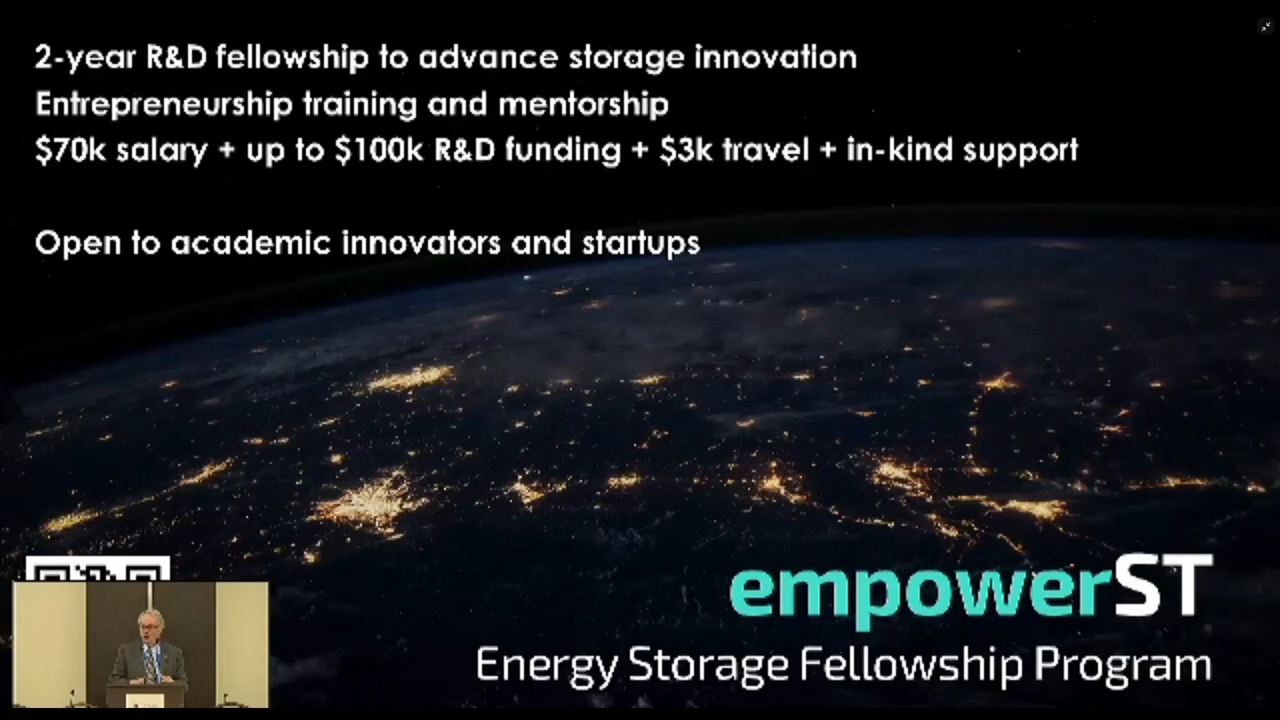 2-year R&D fellowship to advance storage innovation
Entrepreneurship training and mentorship
$70k salary + up to $100k R&D funding + $3k travel + in-kind support
Open to academic innovators and startups
empowerST
Energy Storage Fellowship Program